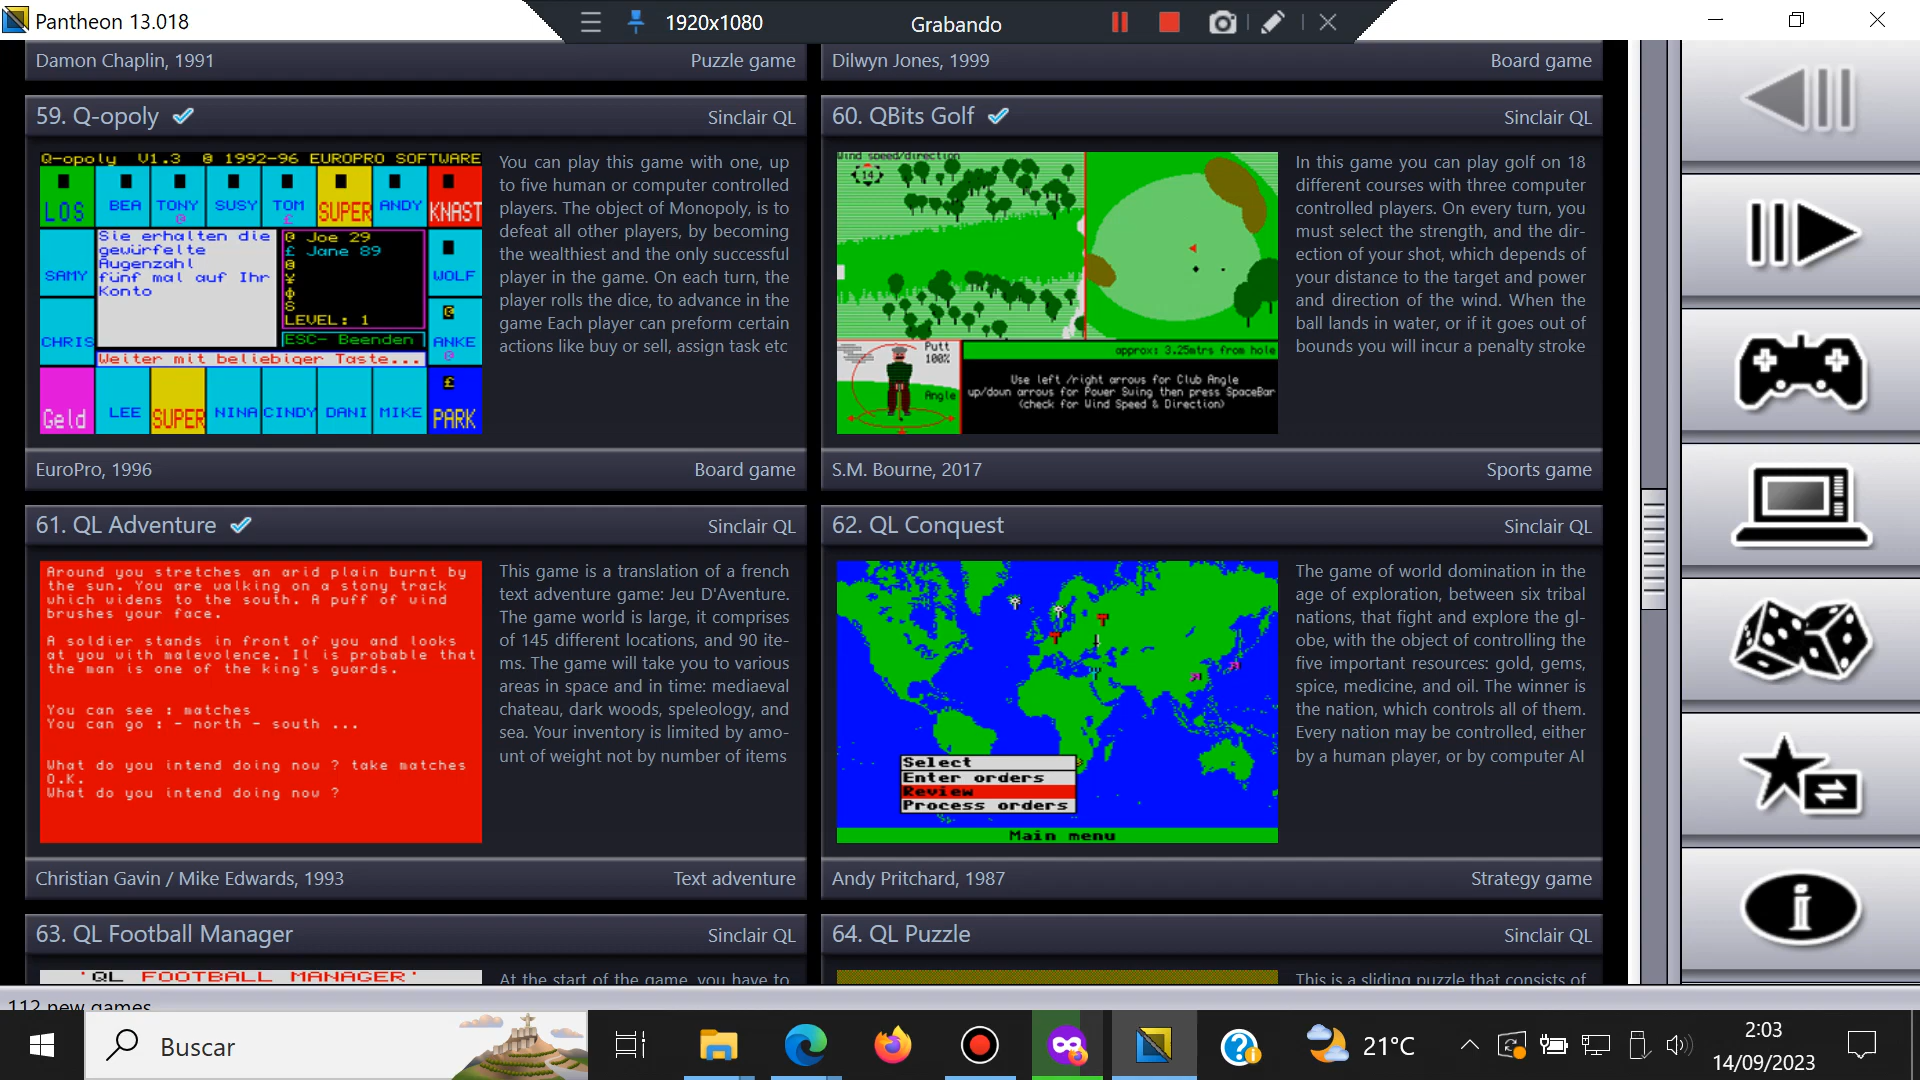 Pantheon 13.018
1920x1080
Grabando
Damon Chaplin, 1991
Puzzle game
Dilwyn Jones, 1999
Board game
59. Q-opoly
Sinclair QL
Q-opoly V1.3 @ 1992-96 EUROPRO SOFTWARE
LOS
BEA
TONY
SUSY
TOM
SUPER
ANDY
KNAST
SAMY
Sie erhalten die
gewürfelte
Augenzahl
fünf mal auf Ihr
Konto
Joe 29
£ Jane 89
LEVEL: 1
ESC- Beenden
WOLF
CHRIS
ANKE
Weiter mit beliebiger Taste...
Geld
LEE
SUPER
NINA
CINDY
DANI
MIKE
PARK
You can play this game with one, up
to five human or computer controlled
players. The object of Monopoly, is to
defeat all other players, by becoming
the wealthiest and the only successful
player in the game. On each turn, the
player rolls the dice, to advance in the
game Each player can preform certain
actions like buy or sell, assign task etc
EuroPro, 1996
Board game
60. QBits Golf
Sinclair QL
Wind speed/direction
14
Putt
100%
Angle
approx: 3.25mtrs from hole
Use left /right arrows for Club Angle
up/down arrows for Power Swing then press SpaceBar
(check for Wind Speed & Direction)
In this game you can play golf on 18
different courses with three computer
controlled players. On every turn, you
must select the strength, and the dir-
ection of your shot, which depends of
your distance to the target and power
and direction of the wind. When the
ball lands in water, or if it goes out of
bounds you will incur a penalty stroke
S.M. Bourne, 2017
Sports game
61. QL Adventure
Sinclair QL
Around you stretches an arid plain burnt by
the sun. You are walking on a stony track
which widens to the south. A puff of wind
brushes your face.
A soldier stands in front of you and looks
at you with malevolence. Il is probable that
the man is one of the king's guards.
You can see : matches
You can go : - north - south ...
What do you intend doing now ? take matches
O.K.
What do you intend doing now ?
This game is a translation of a french
text adventure game: Jeu D'Aventure.
The game world is large, it comprises
of 145 different locations, and 90 ite-
ms. The game will take you to various
areas in space and in time: mediaeval
chateau, dark woods, speleology, and
sea. Your inventory is limited by amo-
unt of weight not by number of items
Christian Gavin / Mike Edwards, 1993
Text adventure
62. QL Conquest
Sinclair QL
Select
Enter orders
Review
Process orders
Main menu
The game of world domination in the
age of exploration, between six tribal
nations, that fight and explore the gl-
obe, with the object of controlling the
five important resources: gold, gems,
spice, medicine, and oil. The winner is
the nation, which controls all of them.
Every nation may be controlled, either
by a human player, or by computer AI
Andy Pritchard, 1987
Strategy game
63. QL Football Manager
Sinclair QL
'QL FOOTBALL MANAGER'
At the start of the game, you have to
64. QL Puzzle
Sinclair QL
This is a sliding puzzle that consists of
112 new games
Buscar
21°C
2:03
14/09/2023